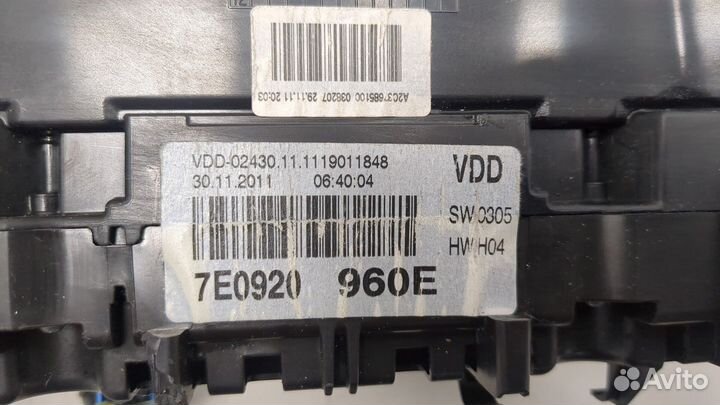 A2C37685100 038207 29.11.11 20:03
VDD-02430.11.1119011848
30.11.2011 06:40:04
VDD
SW 0305
HW H04
7E0920 960E
Avito